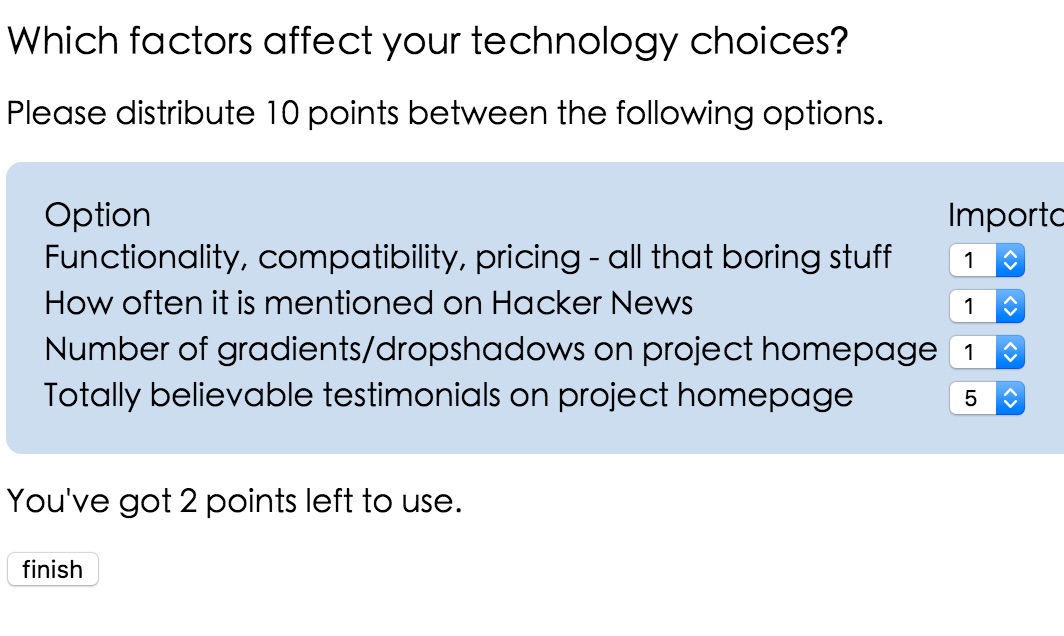 Which factors affect your technology choices?
Please distribute 10 points between the following options.
Option Importa
Functionality, compatibility, pricing - all that boring stuff 1
How often it is mentioned on Hacker News 1
Number of gradients/dropshadows on project homepage 1
Totally believable testimonials on project homepage 5
You've got 2 points left to use.
finish